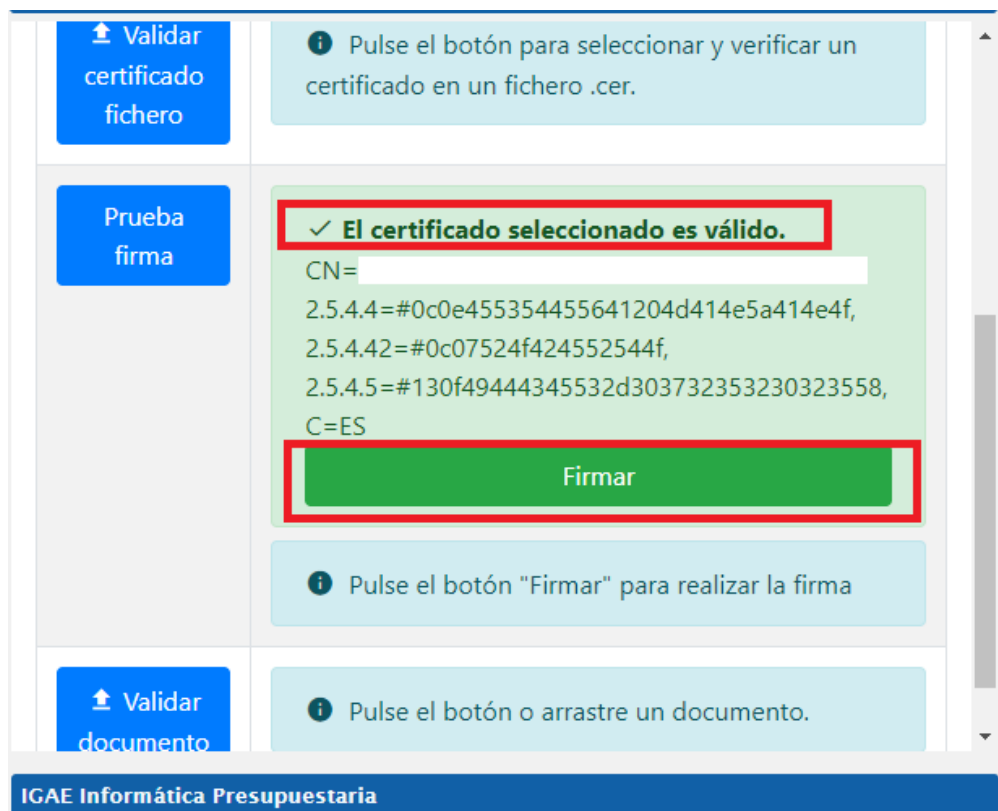 Validar
certificado
fichero
Pulse el botón para seleccionar y verificar un
certificado en un fichero .cer.
Prueba
firma
El certificado seleccionado es válido.
CN=
2.5.4.4=#0c0e455354455641204d414e5a414e4f,
2.5.4.42=#0c07524f424552544f,
2.5.4.5=#130f49444345532d303732353230323558,
C=ES
Firmar
Pulse el botón "Firmar" para realizar la firma
Validar
documento
Pulse el botón o arrastre un documento.
IGAE Informática Presupuestaria